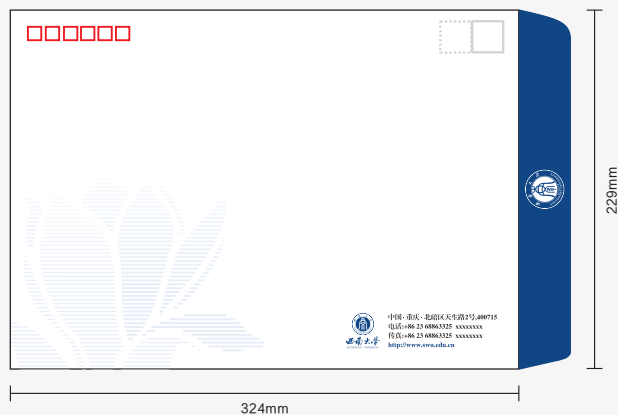 中国·重庆·北碚区天生路2号,400715
电话:+86 23 68863325 xxxxxxxx
传真:+86 23 68863325 xxxxxxxx
http://www.swu.edu.cn
西南大学
229mm
324mm